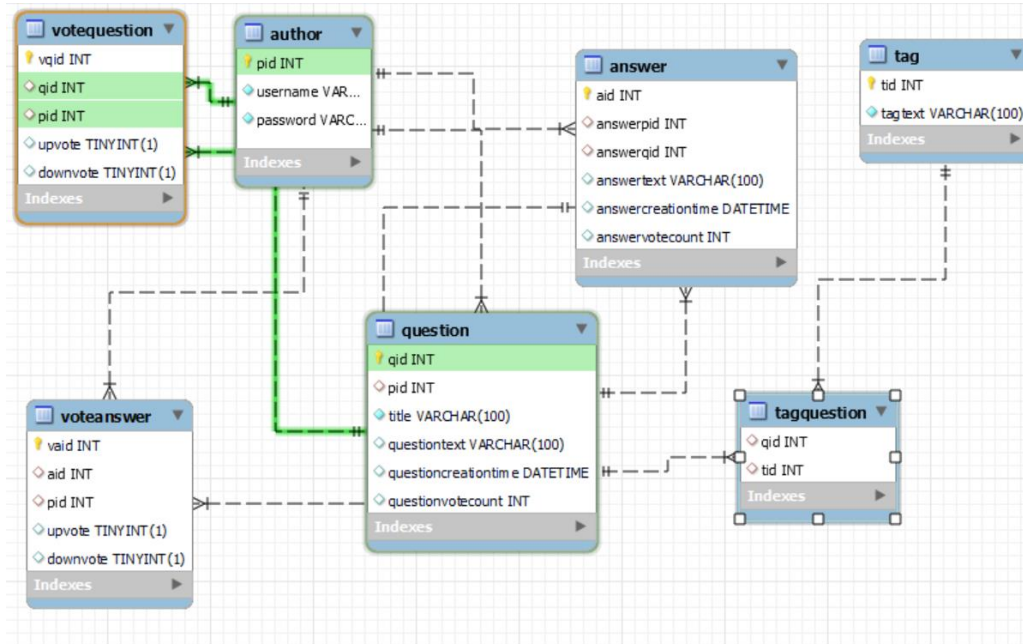 votequestion
vqid INT
qid INT
pid INT
upvote TINYINT(1)
downvote TINYINT(1)
Indexes
author
pid INT
username VAR...
password VARC...
Indexes
answer
aid INT
answerpid INT
answerqid INT
answertext VARCHAR(100)
answercreationtime DATETIME
answervotecount INT
Indexes
tag
tid INT
tagtext VARCHAR(100)
Indexes
question
qid INT
pid INT
title VARCHAR(100)
questiontext VARCHAR(100)
questioncreationtime DATETIME
questionvotecount INT
Indexes
voteanswer
vaid INT
aid INT
pid INT
upvote TINYINT(1)
downvote TINYINT(1)
Indexes
tagquestion
qid INT
tid INT
Indexes